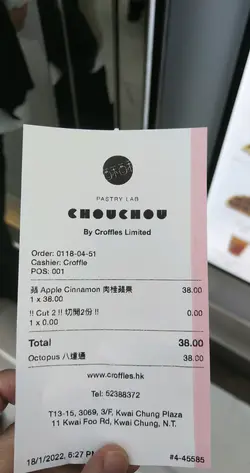 PASTRY LAB
CHOUCHOU
By Croffles Limited
Order: 0118-04-51
Cashier: Croffle
POS: 001
Apple Cinnamon 肉桂蘋果 38.00
1 x 38.00
!! Cut 2 !! 切開2份 !! 0.00
1 x 0.00
Total 38.00
Octopus 八達通 38.00
www.croffles.hk
Tel: 52388372
T13-15, 3069, 3/F, Kwai Chung Plaza
11 Kwai Foo Rd, Kwai Chung, N.T.
18/1/2022, 6:27 PM #4-45585